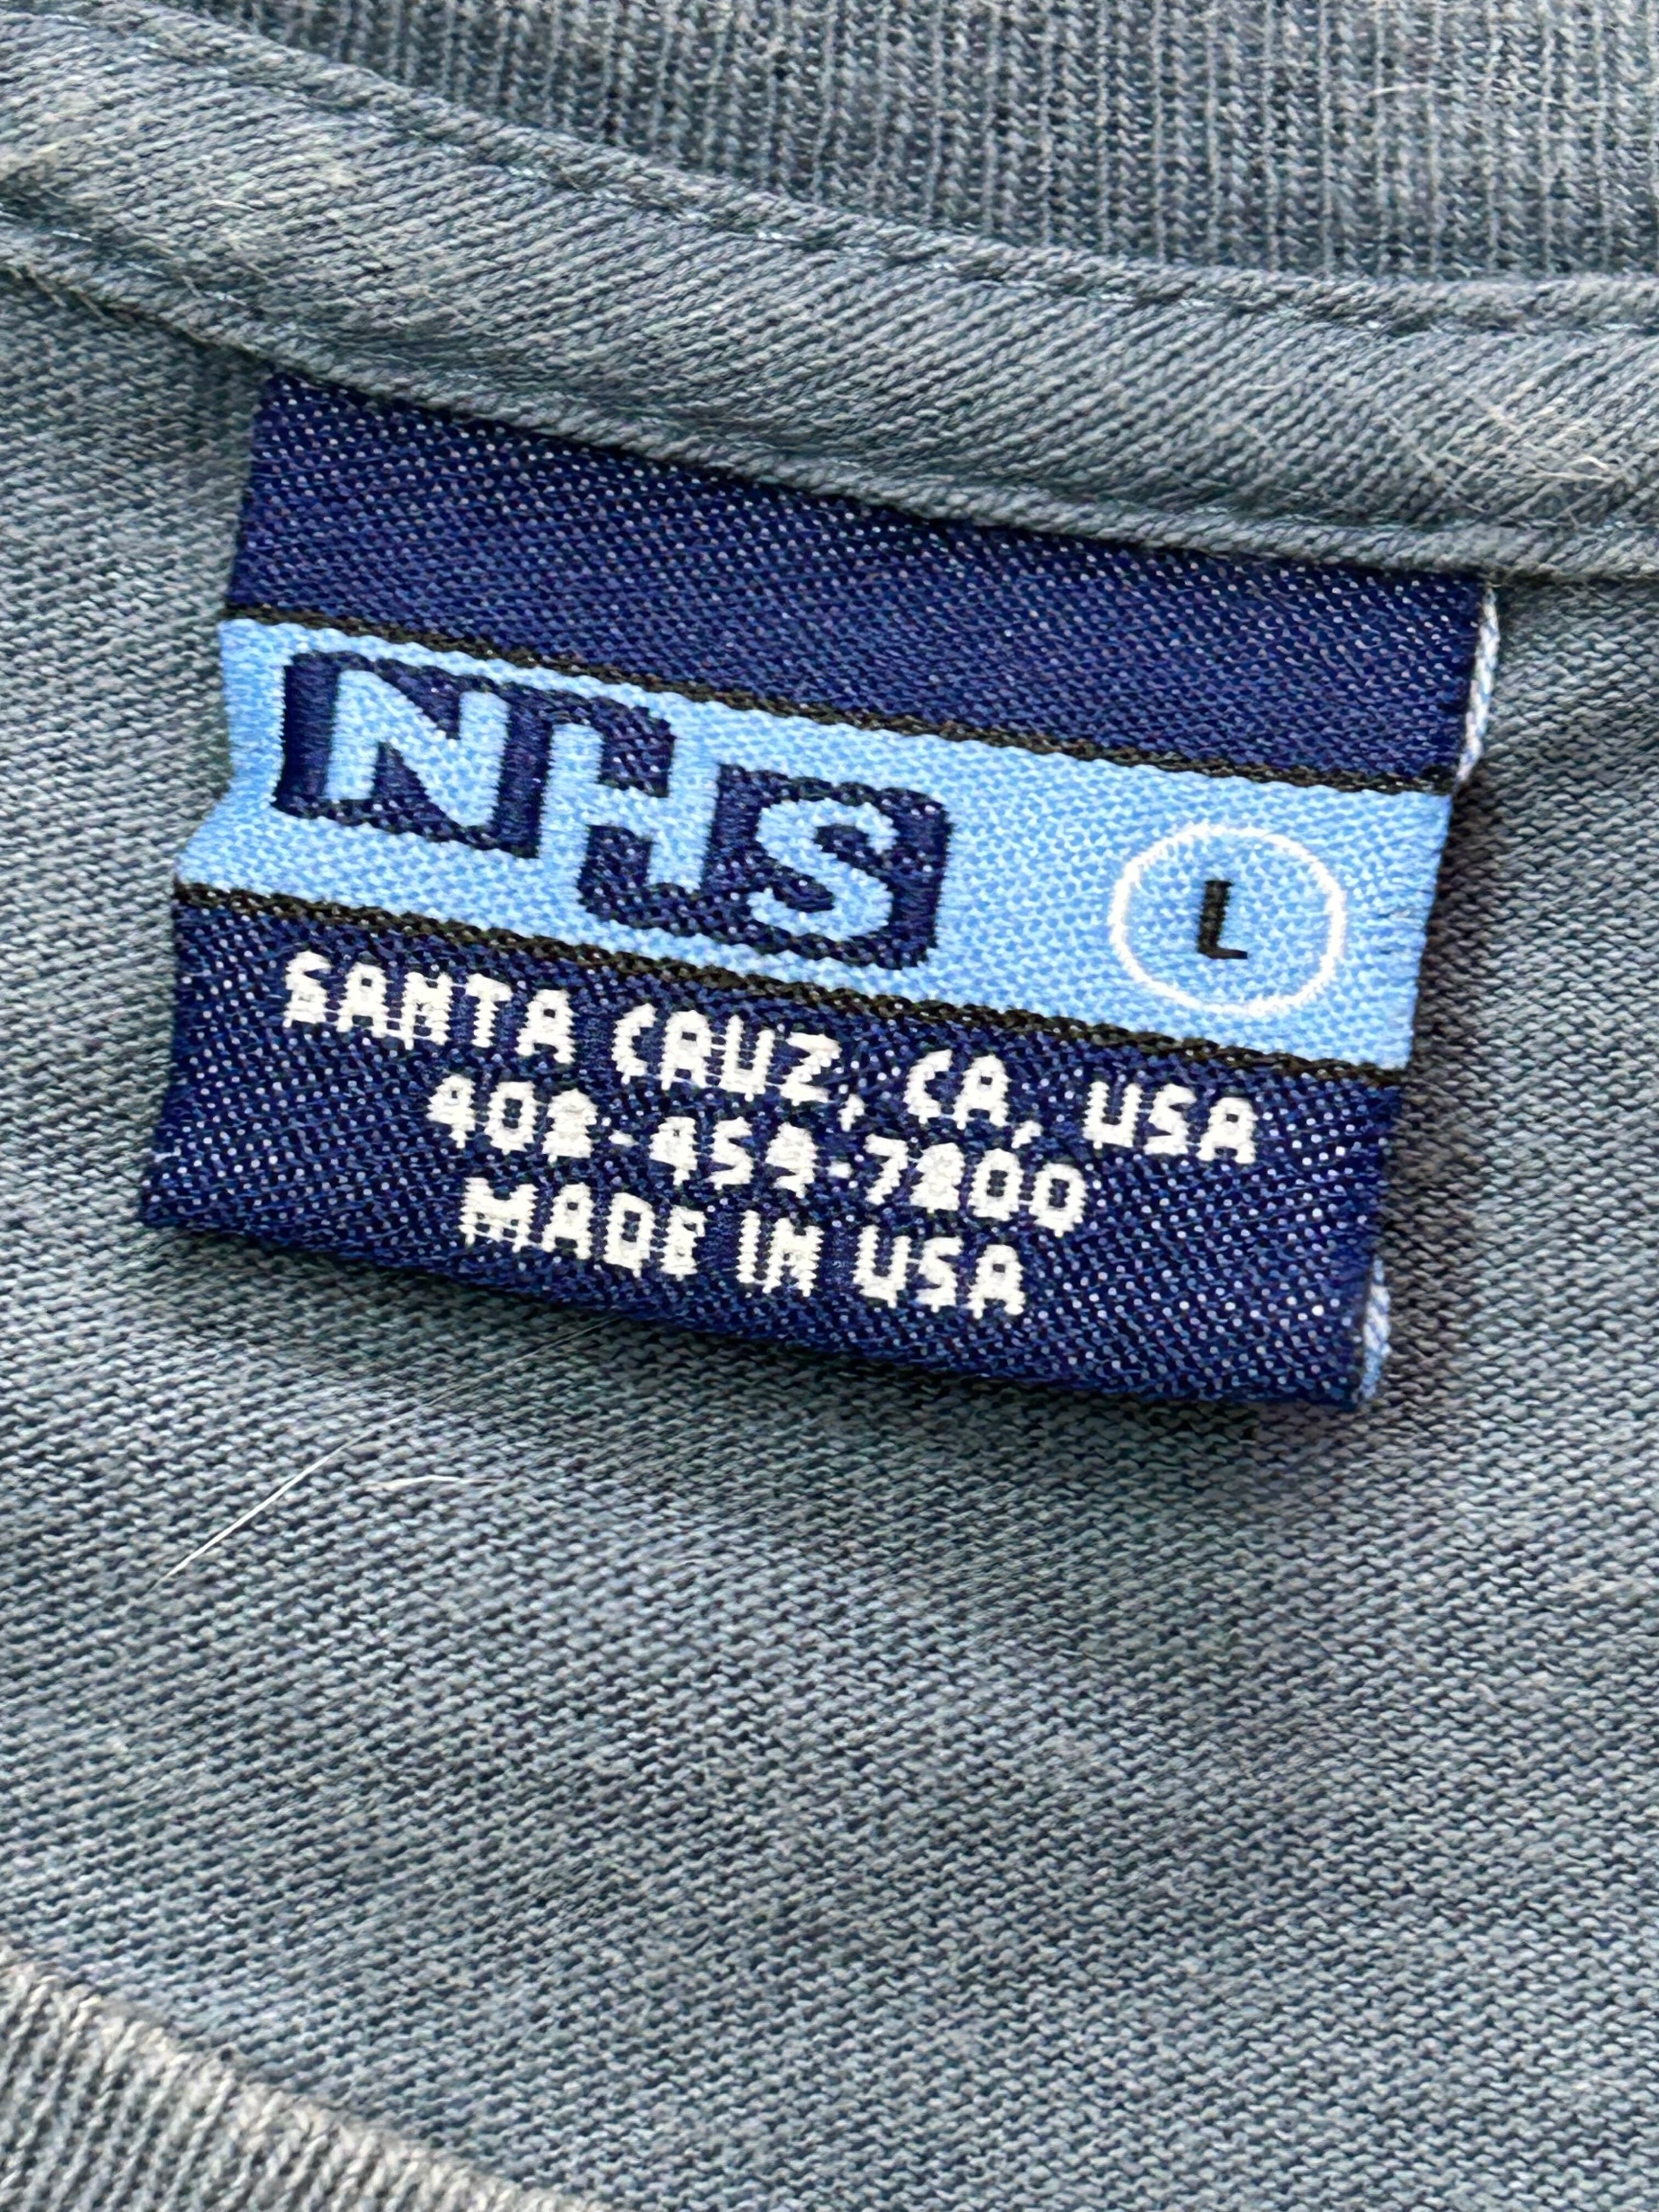 NHS L
SANTA CRUZ, CA, USA
408-459-7800
MADE IN USA